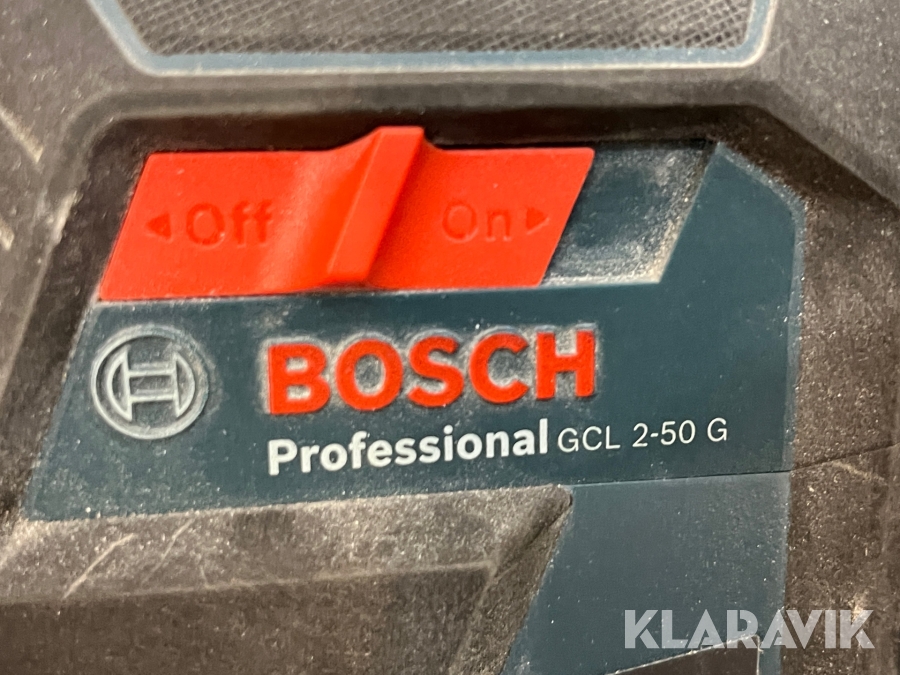 ◄Off On►
BOSCH
Professional GCL 2-50 G
KLARAVIK